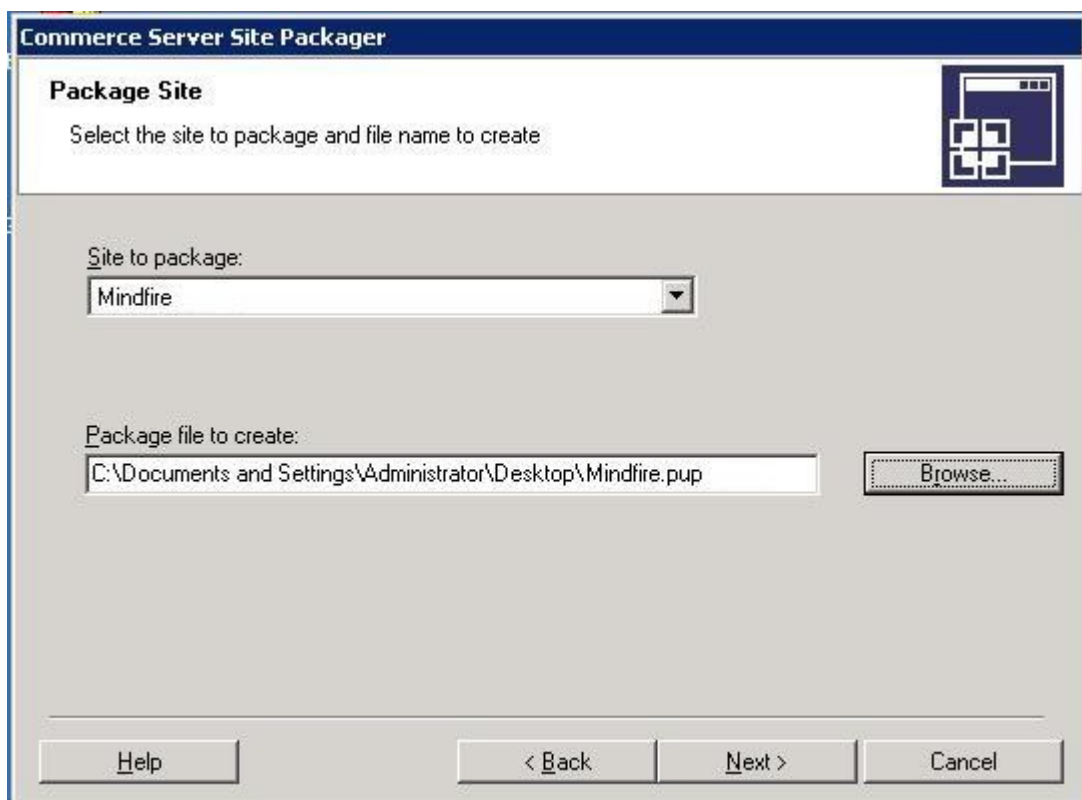 Commerce Server Site Packager
Package Site
Select the site to package and file name to create
Site to package:
Mindfire
Package file to create:
C:\Documents and Settings\Administrator\Desktop\Mindfire.pup
Browse...
Help
< Back
Next >
Cancel